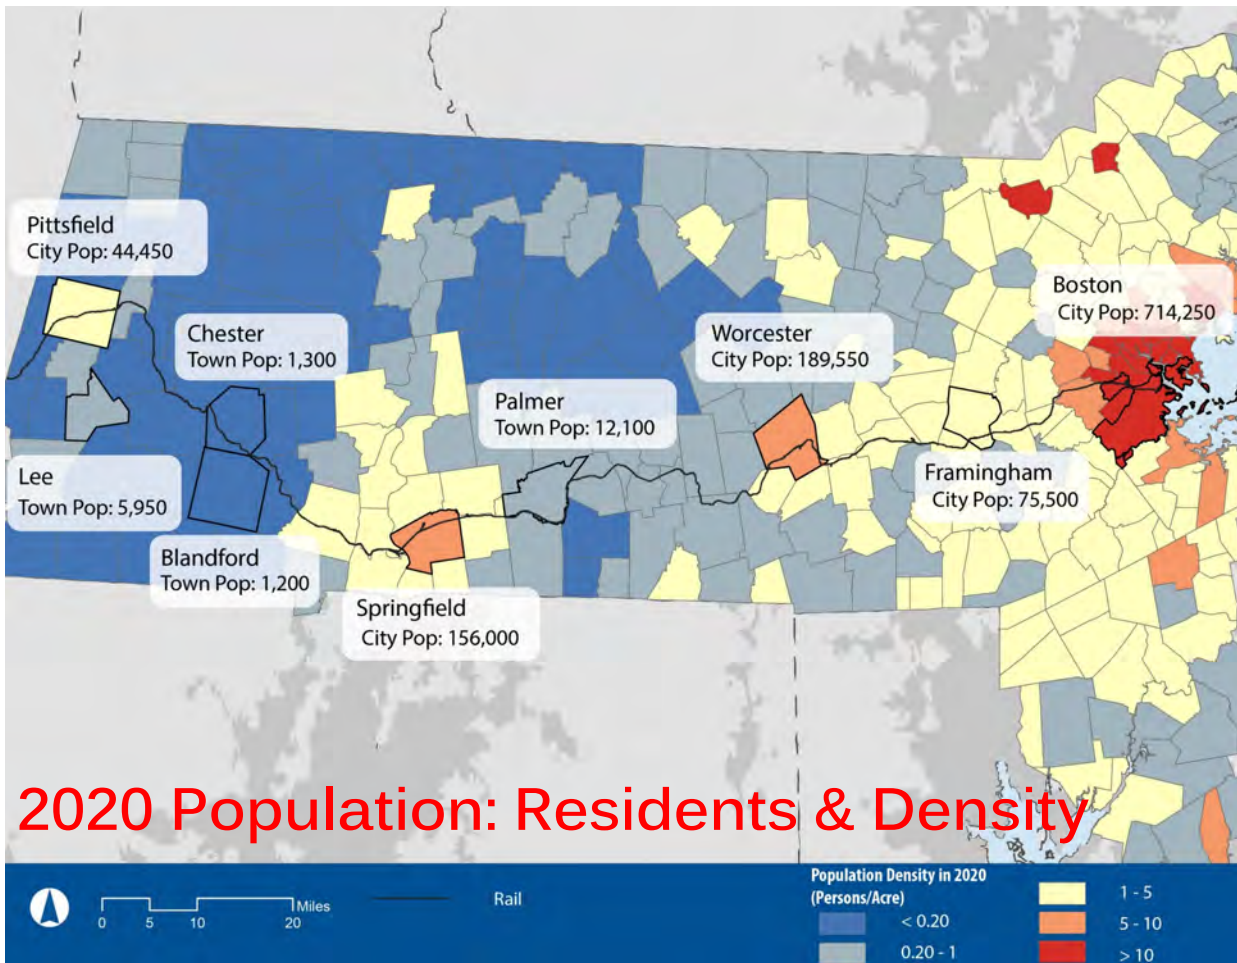 Pittsfield
City Pop: 44,450
Chester
Town Pop: 1,300
Boston
City Pop: 714,250
Worcester
City Pop: 189,550
Palmer
Town Pop: 12,100
Lee
Town Pop: 5,950
Framingham
City Pop: 75,500
Blandford
Town Pop: 1,200
Springfield
City Pop: 156,000
2020 Population: Residents & Density
0 5 10 20
Miles
Rail
Population Density in 2020
(Persons/Acre)
< 0.20
0.20 - 1
1 - 5
5 - 10
> 10